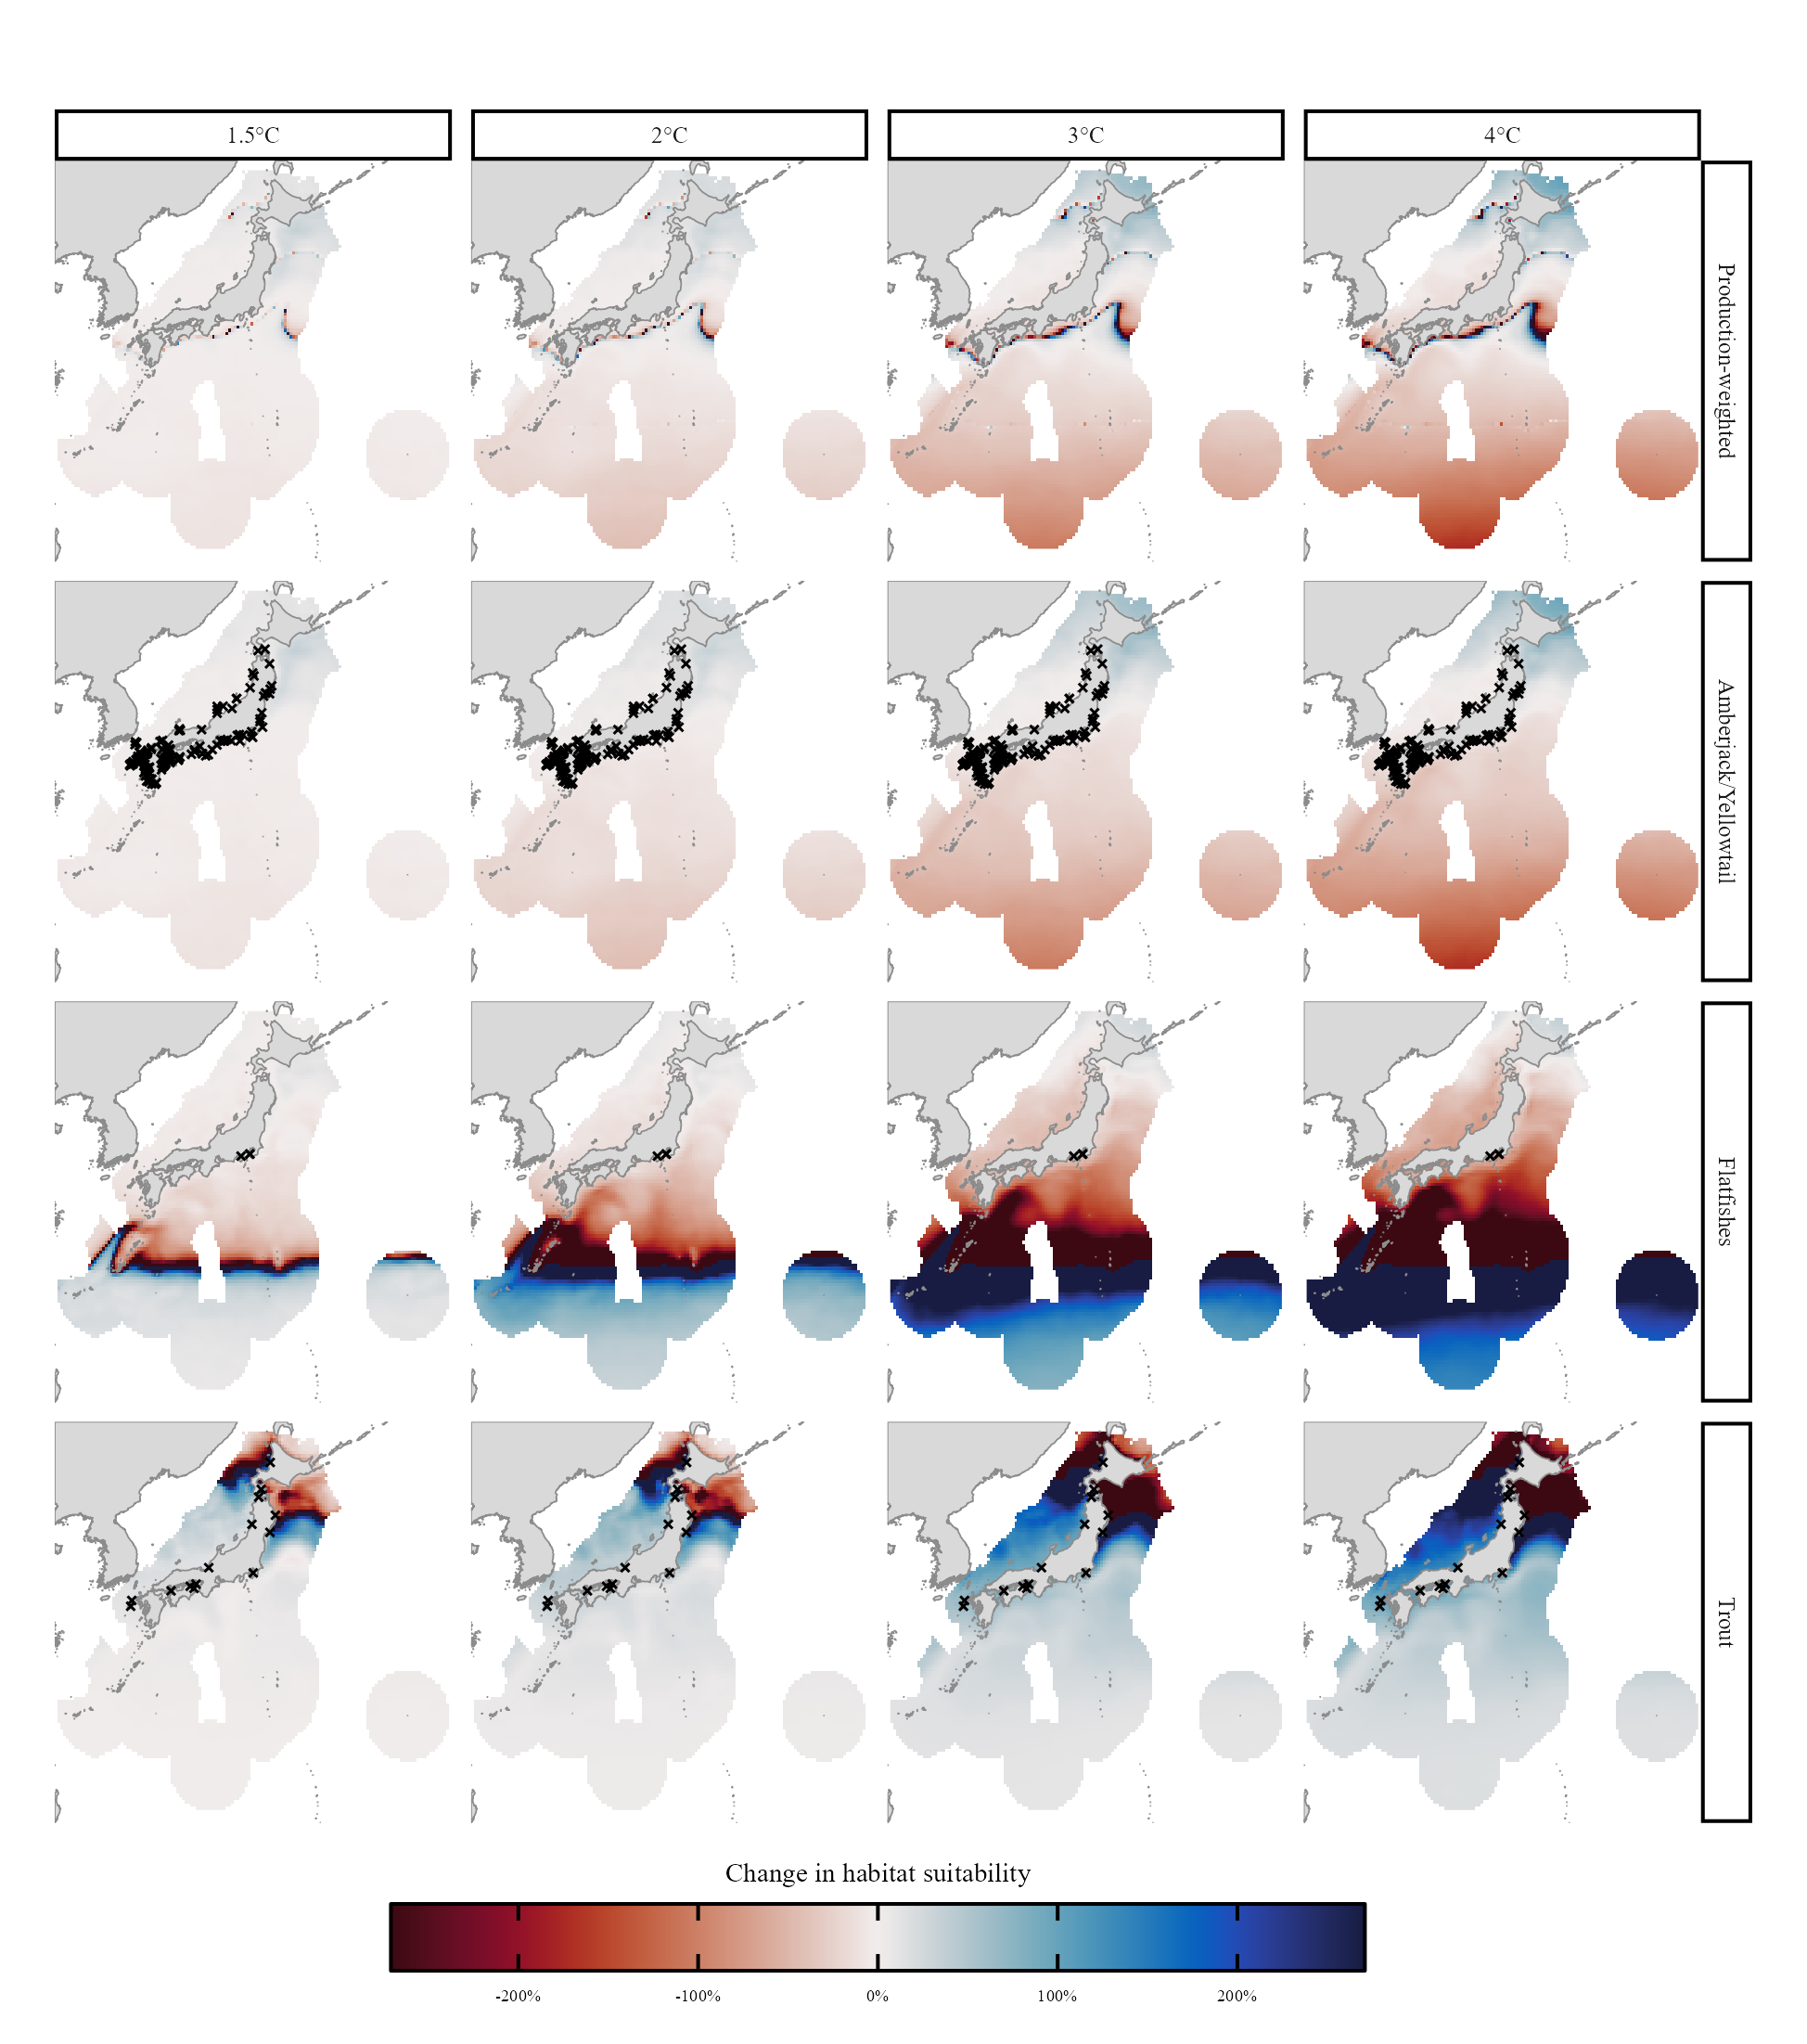 1.5°C
2°C
3°C
4°C
Production-weighted
Amberjack/Yellowtail
Flatfishes
Trout
Change in habitat suitability
-200%
-100%
0%
100%
200%